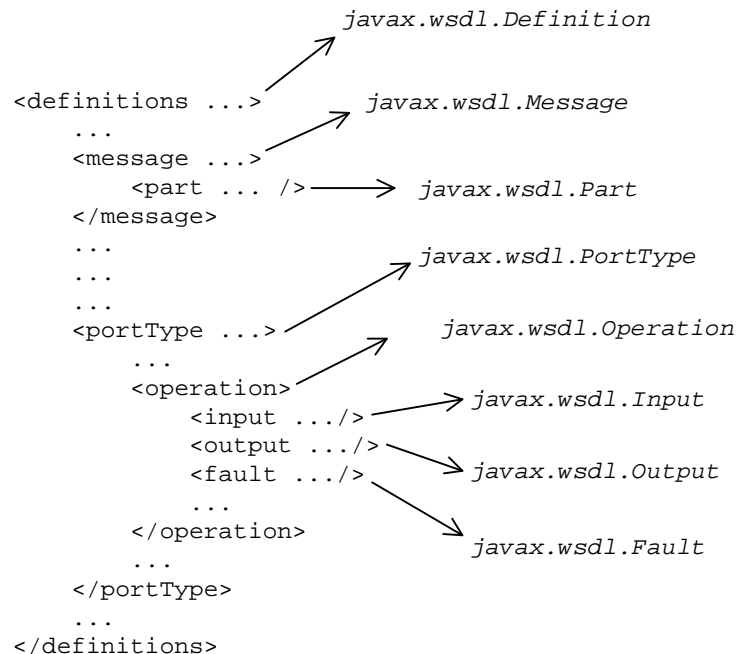 javax.wsdl.Definition
<definitions ...>
javax.wsdl.Message
...
<message ...>
<part ... />
javax.wsdl.Part
</message>
...
...
javax.wsdl.PortType
...
<portType ...>
javax.wsdl.Operation
...
<operation>
<input .../>
javax.wsdl.Input
<output .../>
<fault .../>
javax.wsdl.Output
...
</operation>
javax.wsdl.Fault
...
</portType>
...
</definitions>